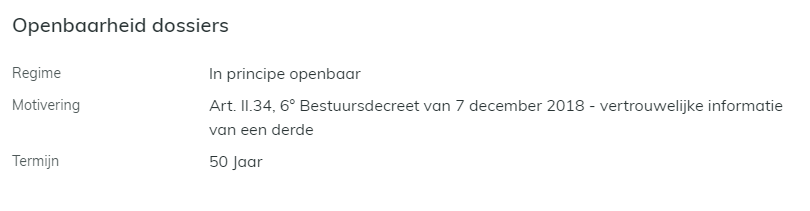 Openbaarheid dossiers
Regime In principe openbaar
Motivering Art. II.34, 6° Bestuursdecreet van 7 december 2018 - vertrouwelijke informatie
van een derde
Termijn 50 Jaar